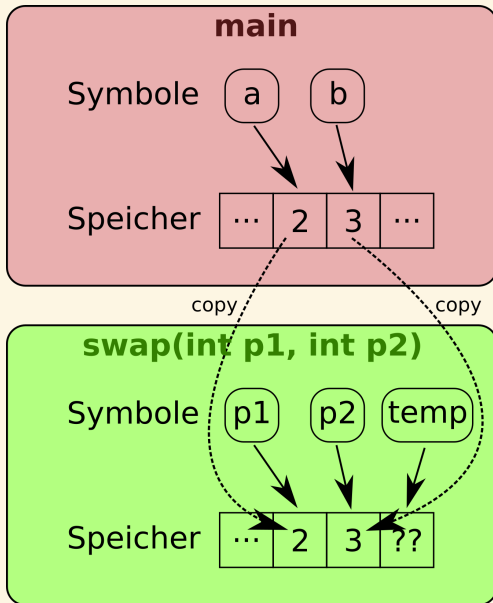 main
Symbole a b
Speicher ... 2 3 ...
copy copy
swap(int p1, int p2)
Symbole p1 p2 temp
Speicher ... 2 3 ??